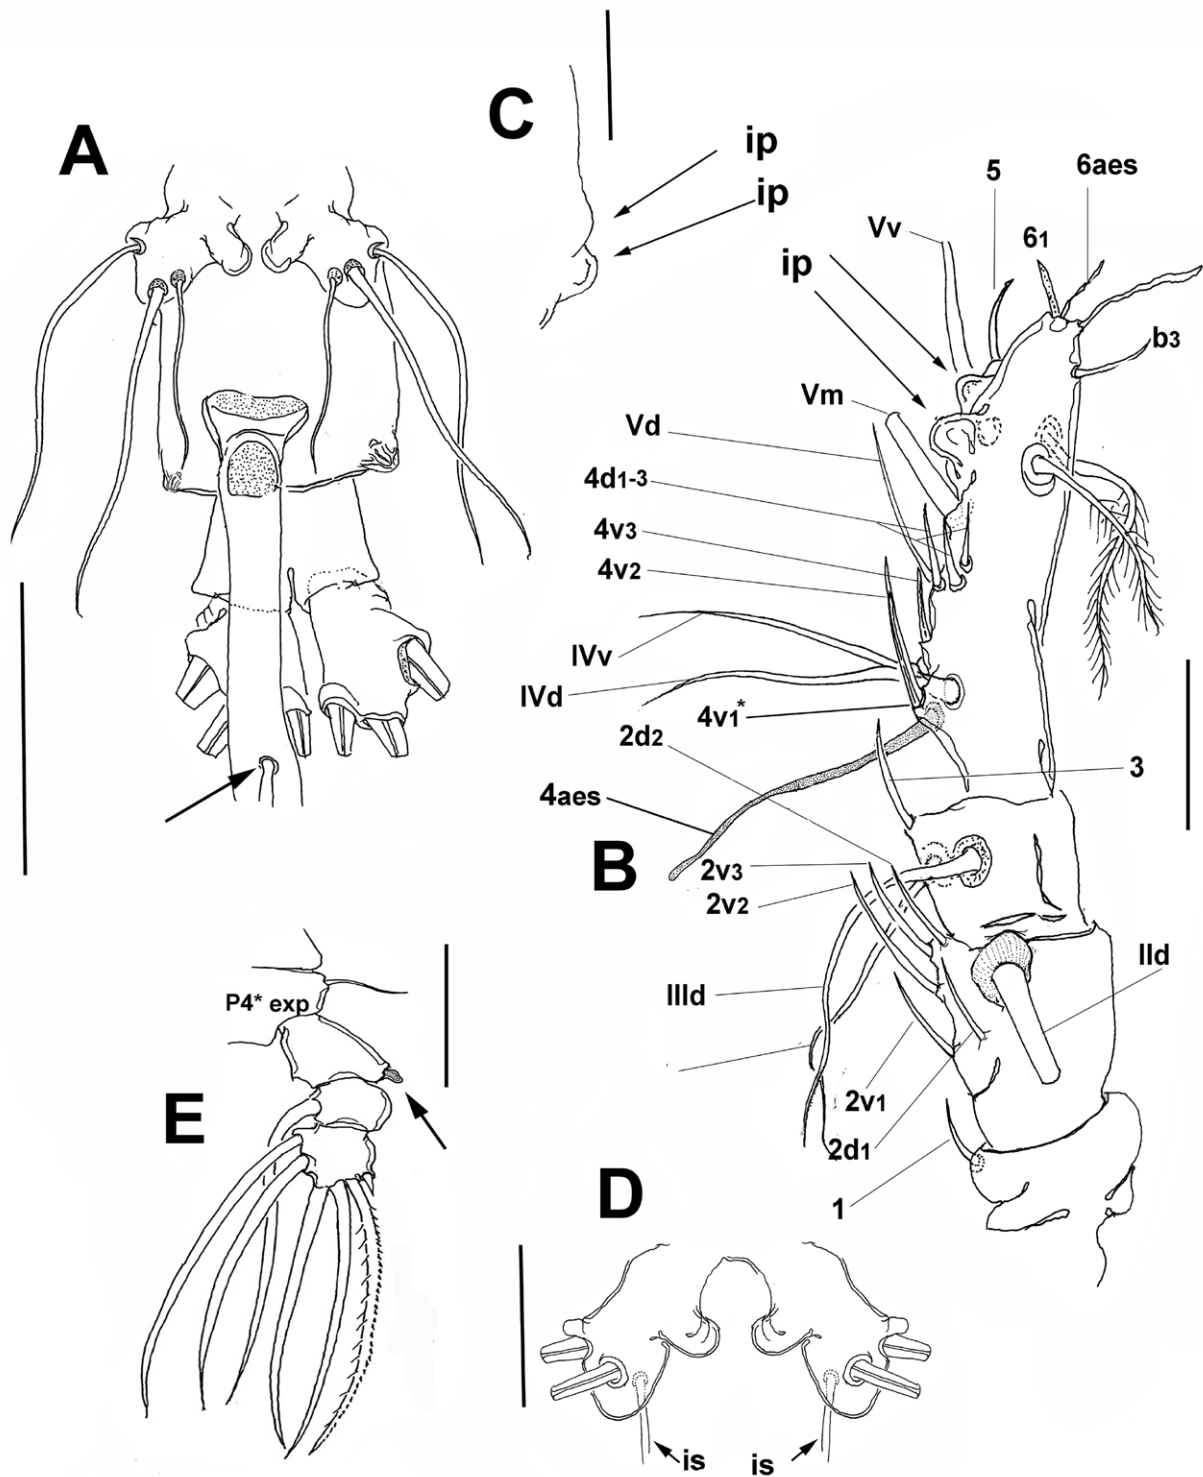 A
C
ip
ip
5
6aes
Vv
61
ip
b3
Vm
Vd
4d1-3
4v3
4v2
IVv
IVd
4v1*
2d2
3
4aes
B
2v3
2v2
IId
P4* exp
IIId
E
2v1
2d1
D
1
is
is